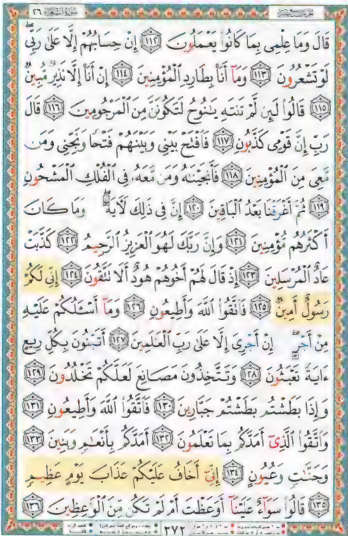 ٢٦
قَالَ وَمَا عِلْمِي بِمَا كَانُوا يَعْمَلُونَ ١١٢ إِنْ حِسَابُهُمْ إِلَّا عَلَىٰ رَبِّي
لَوْ تَشْعُرُونَ ١١٣ وَمَا أَنَا بِطَارِدِ الْمُؤْمِنِينَ ١١٤ إِنْ أَنَا إِلَّا نَذِيرٌ مُّبِينٌ
١١٥ قَالُوا لَئِن لَّمْ تَنتَهِ يَا نُوحُ لَتَكُونَنَّ مِنَ الْمَرْجُومِينَ ١١٦ قَالَ
رَبِّ إِنَّ قَوْمِي كَذَّبُونِ ١١٧ فَافْتَحْ بَيْنِي وَبَيْنَهُمْ فَتْحًا وَنَجِّنِي وَمَن
مَّعِيَ مِنَ الْمُؤْمِنِينَ ١١٨ فَأَنجَيْنَاهُ وَمَن مَّعَهُ فِي الْفُلْكِ الْمَشْحُونِ
١١٩ ثُمَّ أَغْرَقْنَا بَعْدُ الْبَاقِينَ ١٢٠ إِنَّ فِي ذَٰلِكَ لَآيَةً ۖ وَمَا كَانَ
أَكْثَرُهُم مُّؤْمِنِينَ ١٢١ وَإِنَّ رَبَّكَ لَهُوَ الْعَزِيزُ الرَّحِيمُ ١٢٢ كَذَّبَتْ
عَادٌ الْمُرْسَلِينَ ١٢٣ إِذْ قَالَ لَهُمْ أَخُوهُمْ هُودٌ أَلَا تَتَّقُونَ ١٢٤ إِنِّي لَكُمْ
رَسُولٌ أَمِينٌ ١٢٥ فَاتَّقُوا اللَّهَ وَأَطِيعُونِ ١٢٦ وَمَا أَسْأَلُكُمْ عَلَيْهِ
مِنْ أَجْرٍ ۖ إِنْ أَجْرِيَ إِلَّا عَلَىٰ رَبِّ الْعَالَمِينَ ١٢٧ أَتَبْنُونَ بِكُلِّ رِيعٍ
آيَةً تَعْبَثُونَ ١٢٨ وَتَتَّخِذُونَ مَصَانِعَ لَعَلَّكُمْ تَخْلُدُونَ ١٢٩
وَإِذَا بَطَشْتُم بَطَشْتُمْ جَبَّارِينَ ١٣٠ فَاتَّقُوا اللَّهَ وَأَطِيعُونِ ١٣١
وَاتَّقُوا الَّذِي أَمَدَّكُم بِمَا تَعْلَمُونَ ١٣٢ أَمَدَّكُم بِأَنْعَامٍ وَبَنِينَ ١٣٣
وَجَنَّاتٍ وَعُيُونٍ ١٣٤ إِنِّي أَخَافُ عَلَيْكُمْ عَذَابَ يَوْمٍ عَظِيمٍ
١٣٥ قَالُوا سَوَاءٌ عَلَيْنَا أَوَعَظْتَ أَمْ لَمْ تَكُن مِّنَ الْوَاعِظِينَ ١٣٦
٣٧٢